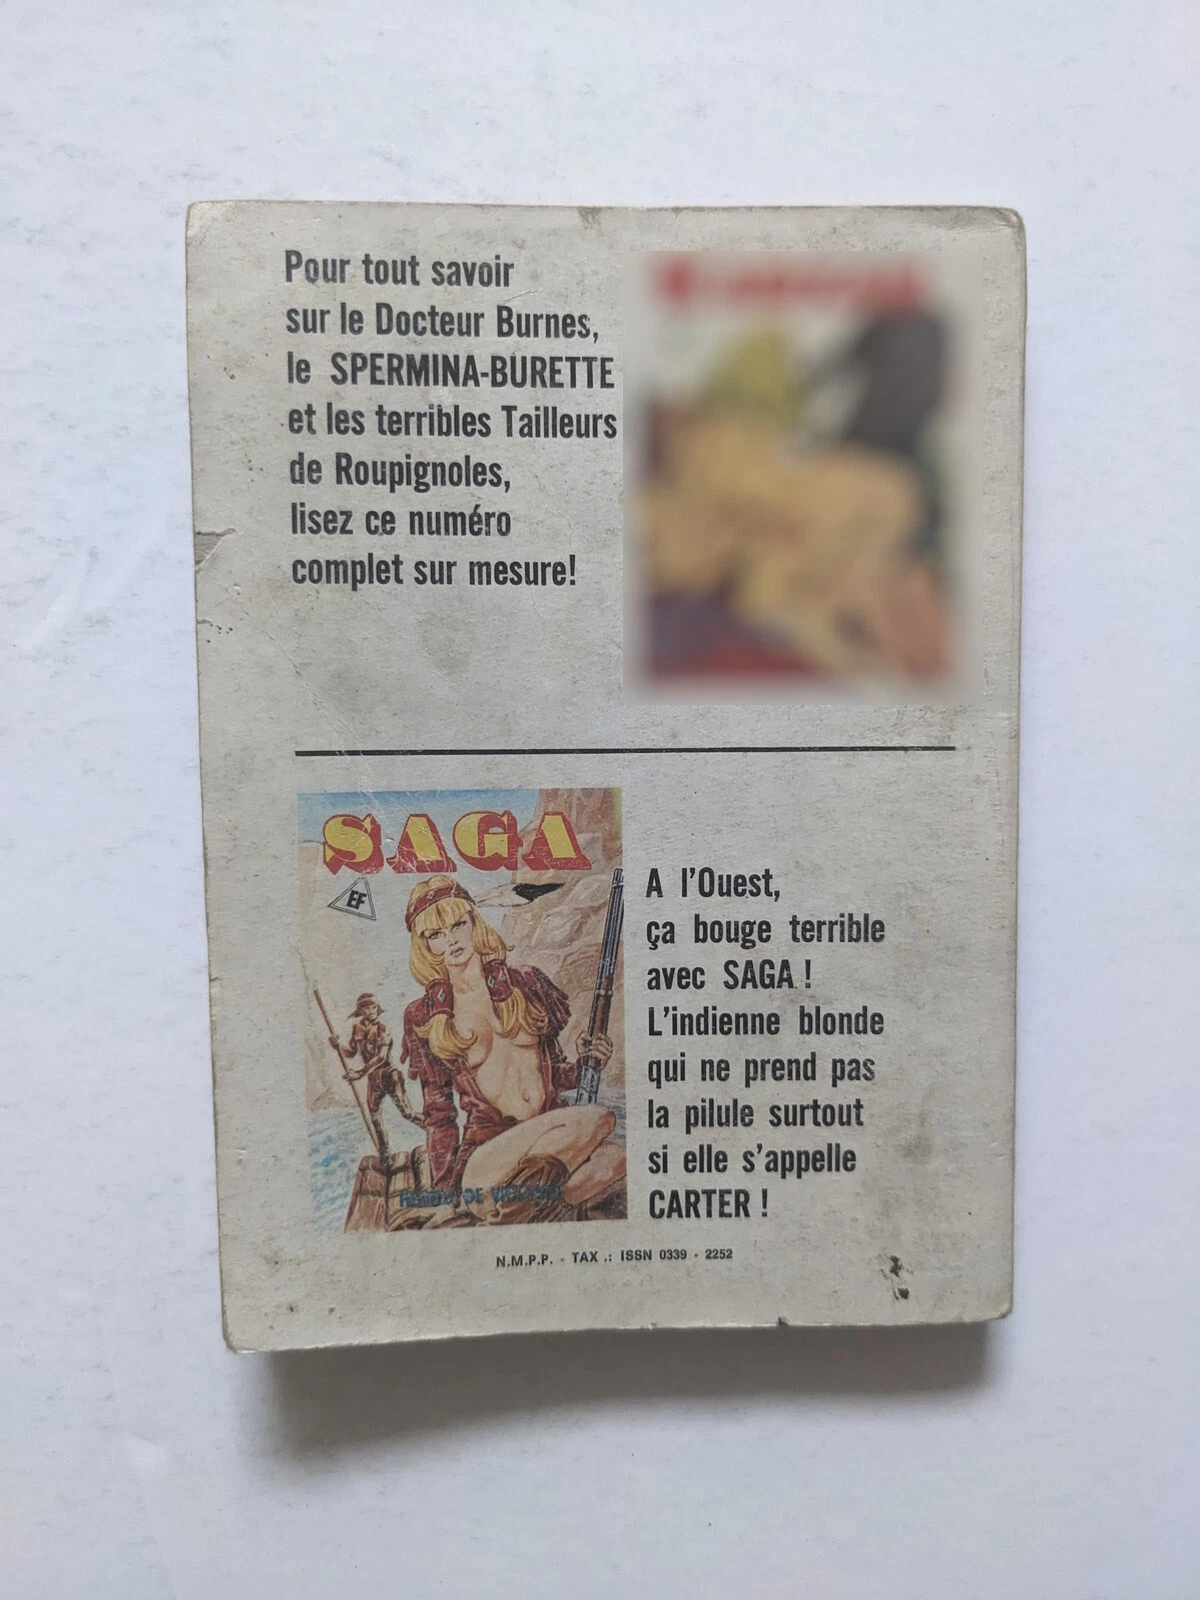 Pour tout savoir
sur le Docteur Burnes,
le SPERMINA-BURETTE
et les terribles Tailleurs
de Roupignoles,
lisez ce numéro
complet sur mesure!
SAGA
EF
A l'Ouest,
ça bouge terrible
avec SAGA !
L'indienne blonde
qui ne prend pas
la pilule surtout
si elle s'appelle
CARTER !
DE
N.M.P.P. - TAX .: ISSN 0339 - 2252